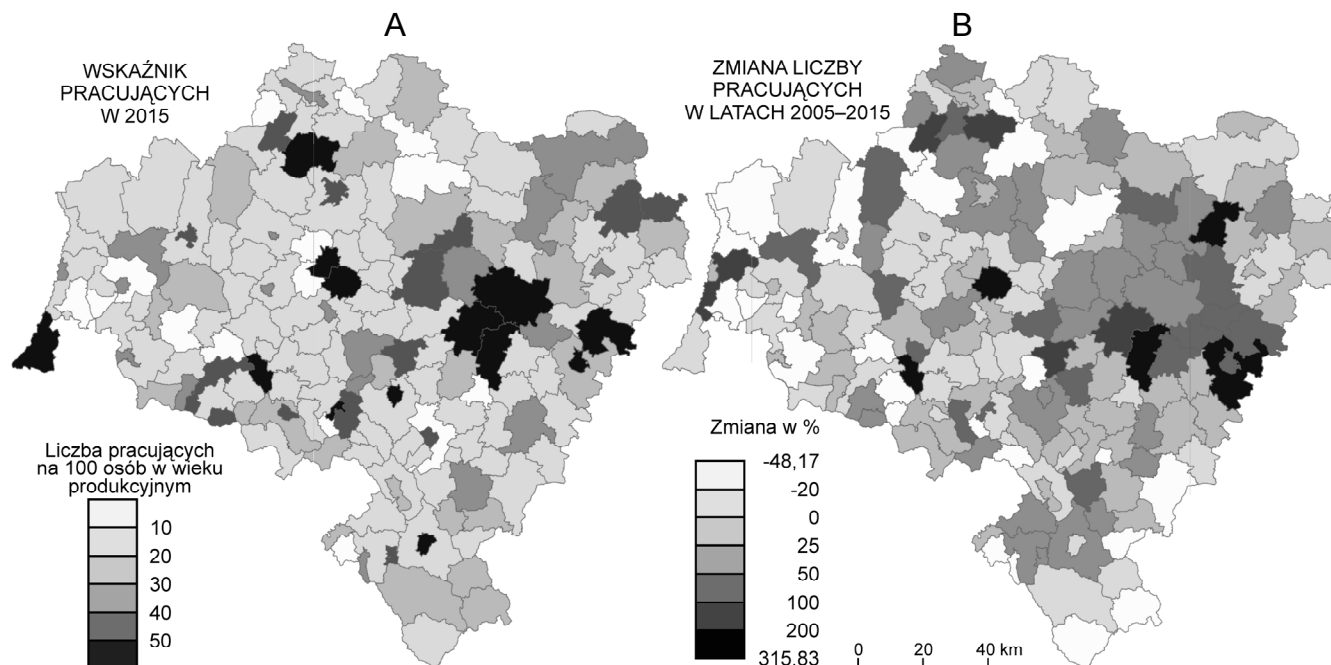 A
WSKAŹNIK
PRACUJĄCYCH
W 2015
Liczba pracujących
na 100 osób w wieku
produkcyjnym
10
20
30
40
50
B
ZMIANA LICZBY
PRACUJĄCYCH
W LATACH 2005–2015
Zmiana w %
-48,17
-20
0
25
50
100
200
315,83
0 20 40 km